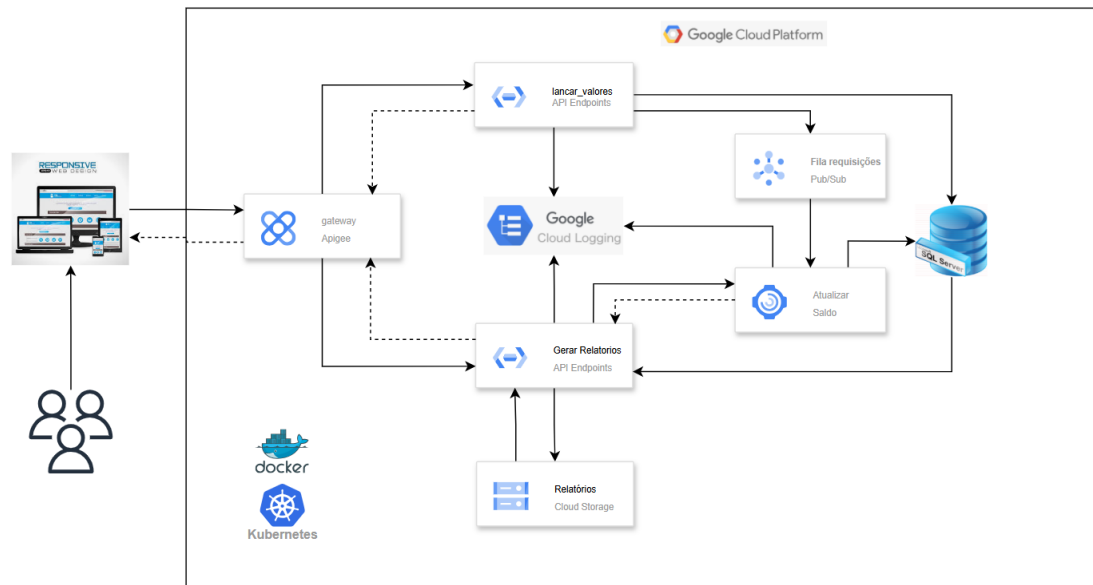 Google Cloud Platform
lancar_valores
API Endpoints
RESPONSIVE
WEB DESIGN
Fila requisições
Pub/Sub
gateway
Apigee
Google
Cloud Logging
SQL Server
Atualizar
Saldo
Gerar Relatorios
API Endpoints
docker
Relatórios
Cloud Storage
Kubernetes